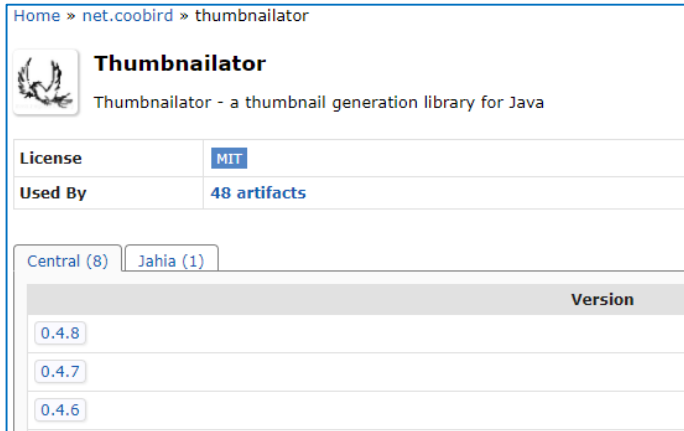 Home » net.coobird » thumbnailator
Thumbnailator
Thumbnailator - a thumbnail generation library for Java
License MIT
Used By 48 artifacts
Central (8) Jahia (1)
Version
0.4.8
0.4.7
0.4.6